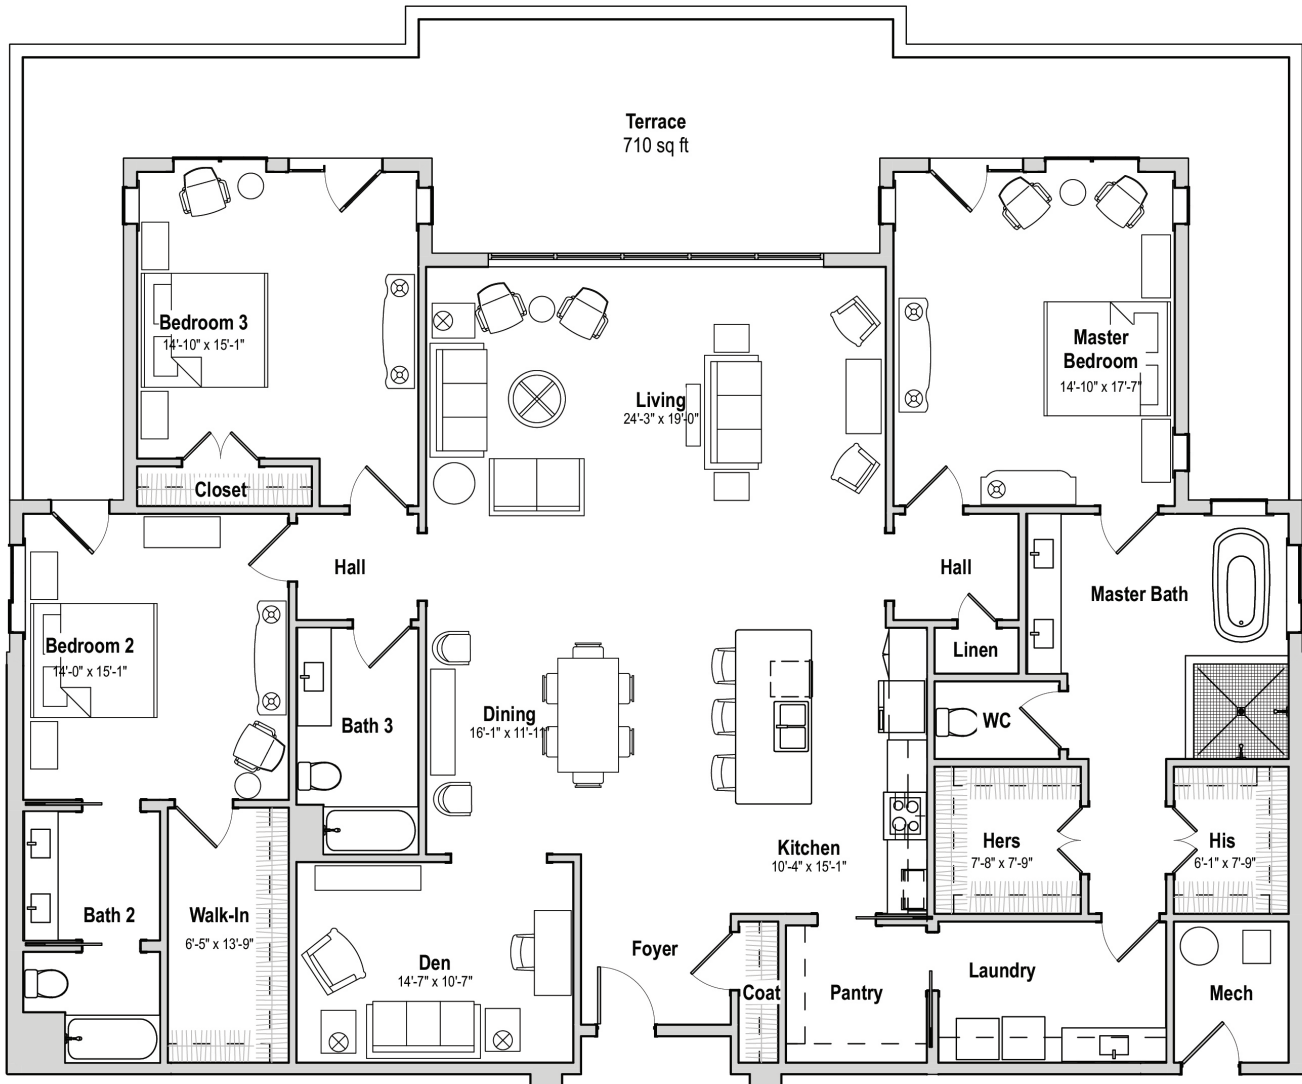 Terrace
710 sq ft
Bedroom 3
14'-10" x 15'-1"
Master
Bedroom
14'-10" x 17'-7"
Living
24'-3" x 19'-0"
Closet
Hall
Hall
Master Bath
Bedroom 2
14'-0" x 15'-1"
Linen
Bath 3
Dining
16'-1" x 11'-11"
WC
Kitchen
10'-4" x 15'-1"
Hers
7'-8" x 7'-9"
His
6'-1" x 7'-9"
Bath 2
Walk-In
6'-5" x 13'-9"
Den
14'-7" x 10'-7"
Foyer
Coat
Pantry
Laundry
Mech